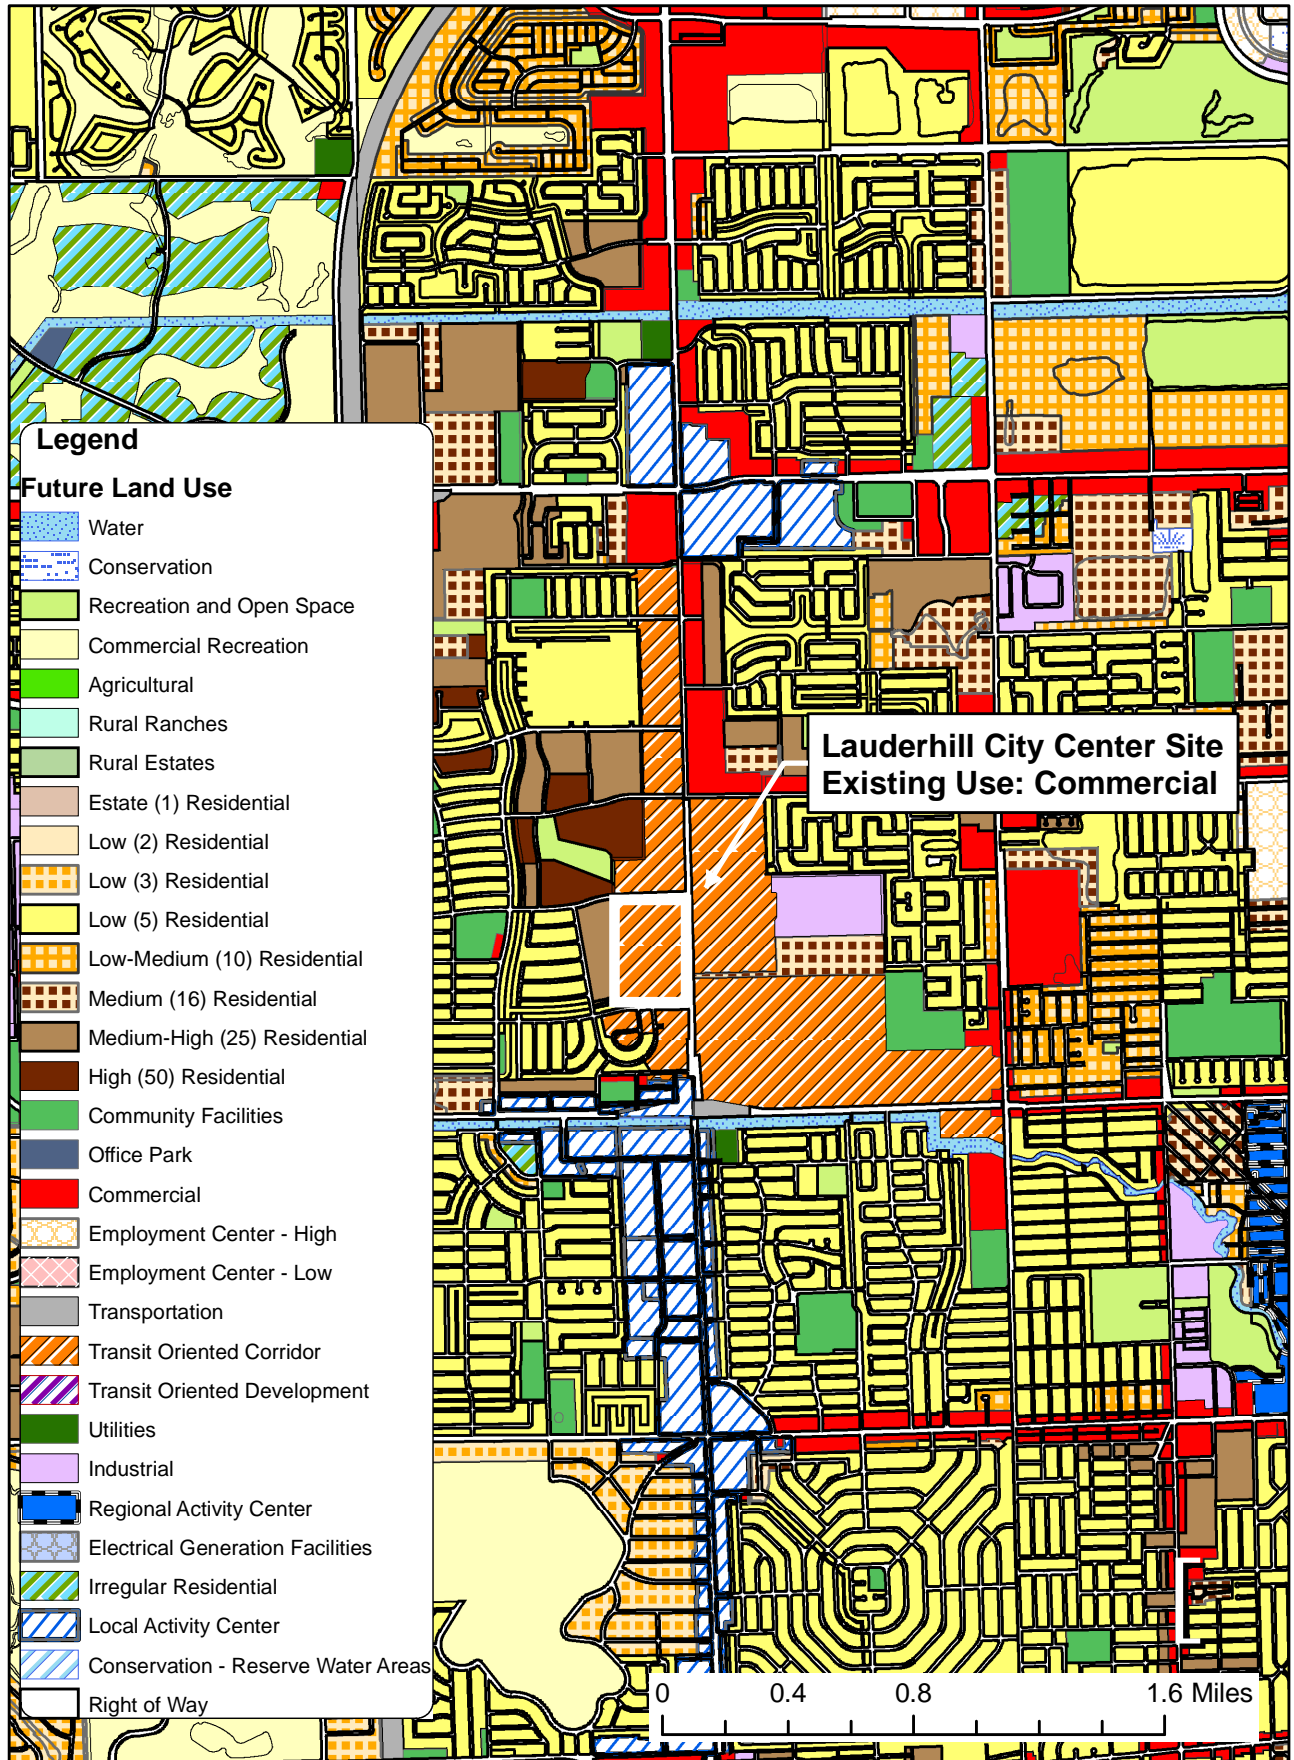 Legend
Future Land Use
Water
Conservation
Recreation and Open Space
Commercial Recreation
Agricultural
Rural Ranches
Rural Estates
Estate (1) Residential
Low (2) Residential
Low (3) Residential
Low (5) Residential
Low-Medium (10) Residential
Medium (16) Residential
Medium-High (25) Residential
High (50) Residential
Community Facilities
Office Park
Commercial
Employment Center - High
Employment Center - Low
Transportation
Transit Oriented Corridor
Transit Oriented Development
Utilities
Industrial
Regional Activity Center
Electrical Generation Facilities
Irregular Residential
Local Activity Center
Conservation - Reserve Water Areas
Right of Way
Lauderhill City Center Site
Existing Use: Commercial
0 0.4 0.8 1.6 Miles